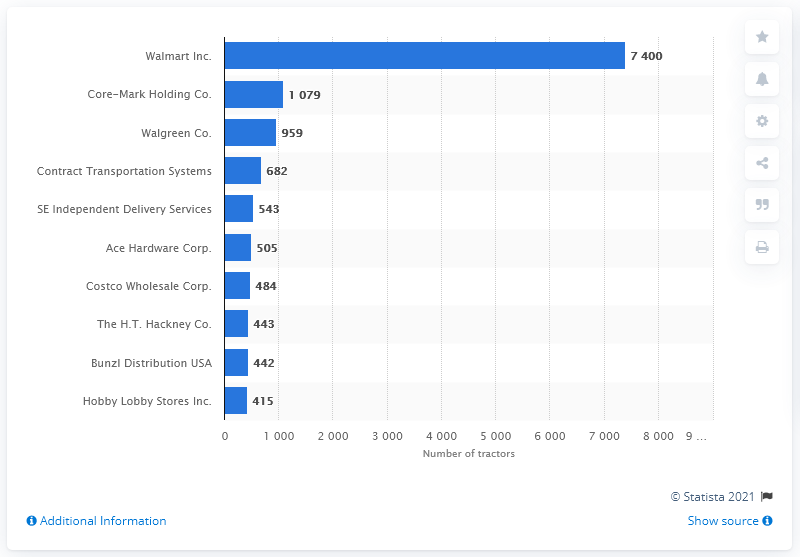 Walmart Inc. 7 400
Core-Mark Holding Co. 1 079
Walgreen Co. 959
Contract Transportation Systems 682
SE Independent Delivery Services 543
Ace Hardware Corp. 505
Costco Wholesale Corp. 484
The H.T. Hackney Co. 443
Bunzl Distribution USA 442
Hobby Lobby Stores Inc. 415
0 1 000 2 000 3 000 4 000 5 000 6 000 7 000 8 000 9 ...
Number of tractors
© Statista 2021
Additional Information Show source